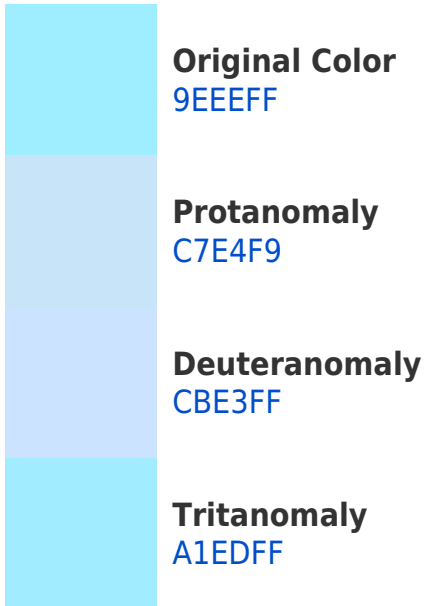 Original Color
9EEEFF
Protanomaly
C7E4F9
Deuteranomaly
CBE3FF
Tritanomaly
A1EDFF